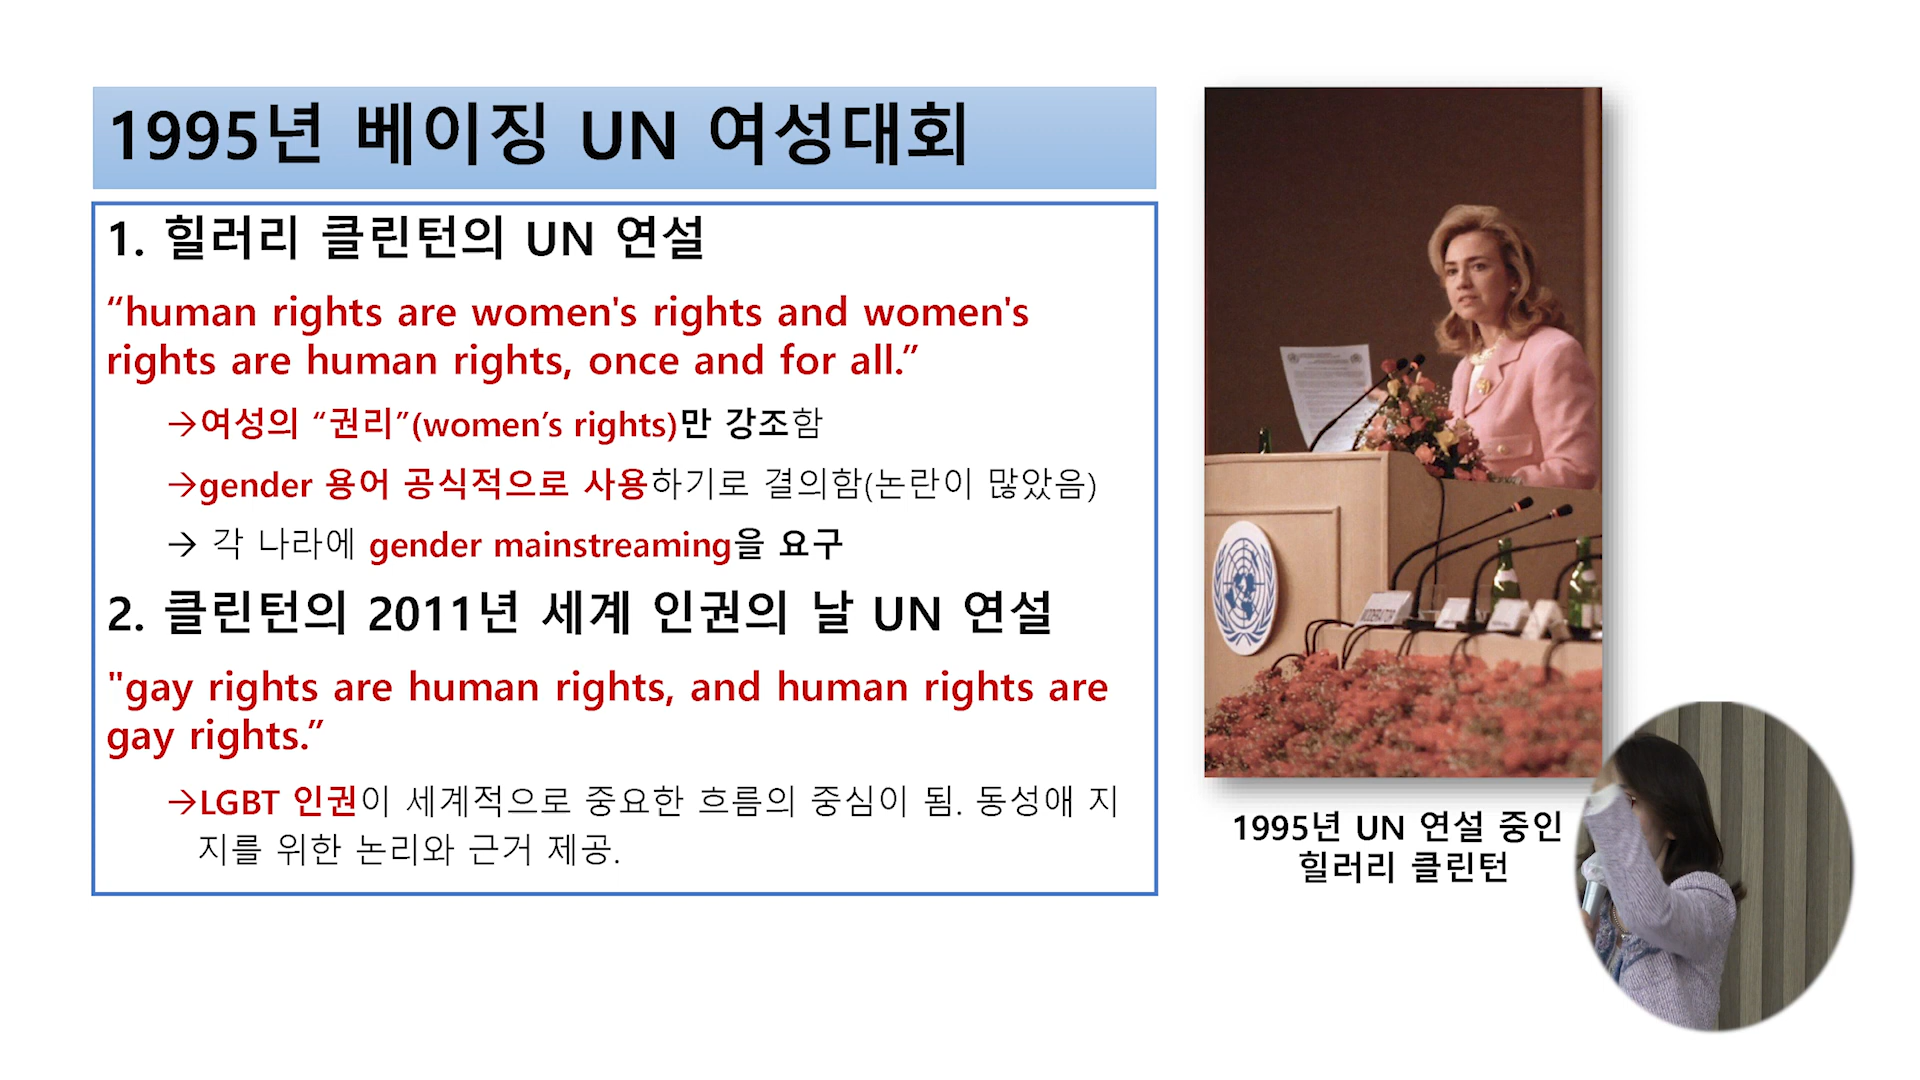 1995년 베이징 UN 여성대회
1. 힐러리 클린턴의 UN 연설
“human rights are women's rights and women's
rights are human rights, once and for all.”
→여성의 “권리”(women’s rights)만 강조함
→gender 용어 공식적으로 사용하기로 결의함(논란이 많았음)
→ 각 나라에 gender mainstreaming을 요구
2. 클린턴의 2011년 세계 인권의 날 UN 연설
"gay rights are human rights, and human rights are
gay rights.”
→LGBT 인권이 세계적으로 중요한 흐름의 중심이 됨. 동성애 지
지를 위한 논리와 근거 제공.
1995년 UN 연설 중인
힐러리 클린턴